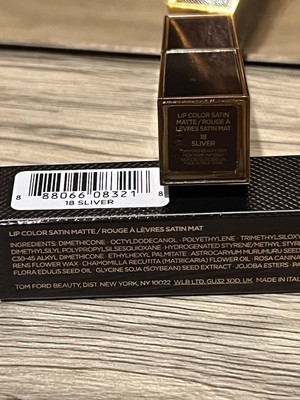 LIP COLOR SATIN
MATTE / ROUGE À
LÈVRES SATIN MAT
18
SLIVER
8 88066 08321 8
18 SLIVER
LIP COLOR SATIN MATTE / ROUGE À LÈVRES SATIN MAT
INGREDIENTS: DIMETHICONE • OCTYLDODECANOL • POLYETHYLENE • TRIMETHYLSILOXY
DIMETHYLSILYL POLYPROPYLSILSESQUIOXANE • HYDROGENATED STYRENE/METHYL STYRE
C30-45 ALKYL DIMETHICONE • ETHYLHEXYL PALMITATE • ASTROCARYUM MURUMURU SEED
RENS FLOWER WAX • CHAMOMILLA RECUTITA (MATRICARIA) FLOWER OIL • ROSA CANINA
FLORA EDULIS SEED OIL • GLYCINE SOJA (SOYBEAN) SEED EXTRACT • JOJOBA ESTERS
TOM FORD BEAUTY, DIST. NEW YORK, NY 10022 WLB LTD, GU32 3DD, UK MADE IN